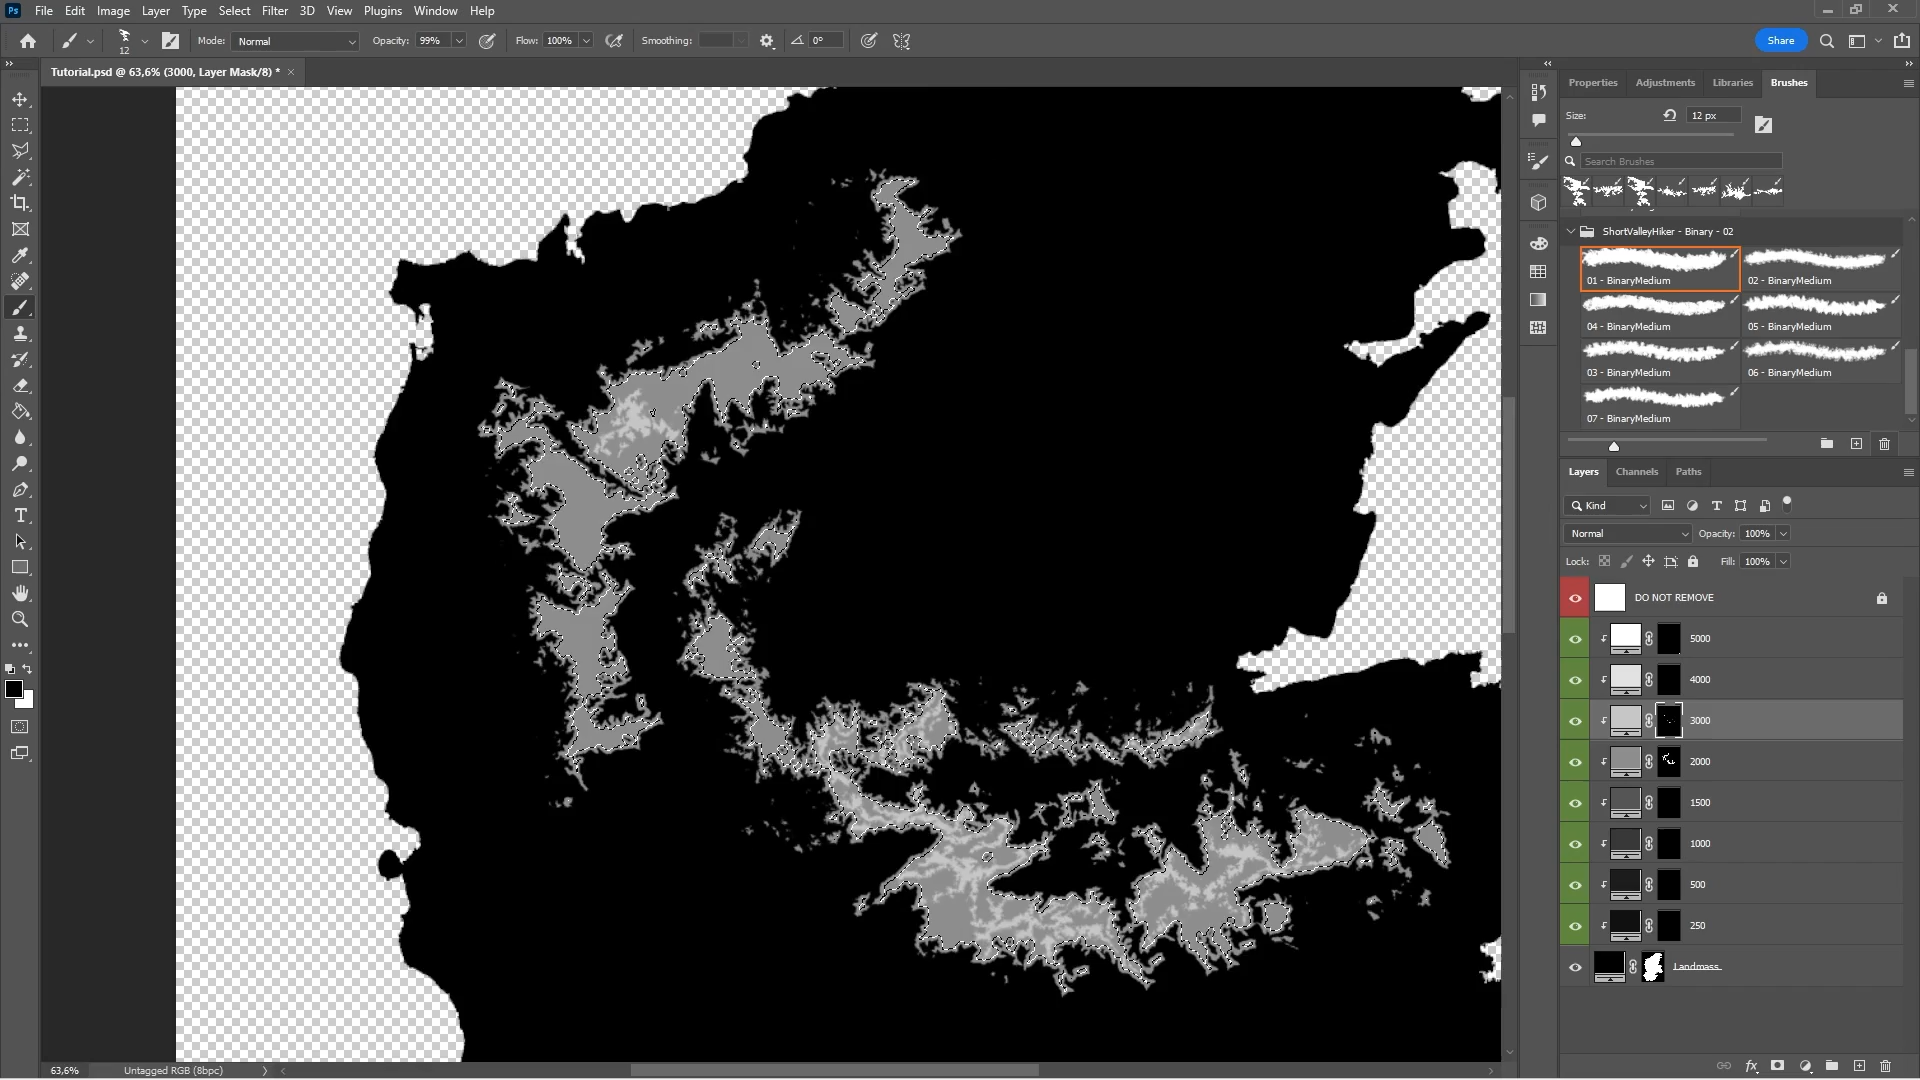 Ps File Edit Image Layer Type Select Filter 3D View Plugins Window Help
12 Mode: Normal Opacity: 99% Flow: 100% Smoothing: 0° Share
Tutorial.psd @ 63,6% (3000, Layer Mask/8) *
Properties Adjustments Libraries Brushes
Size: 12 px
Search Brushes
ShortValleyHiker - Binary - 02
01 - BinaryMedium 02 - BinaryMedium
04 - BinaryMedium 05 - BinaryMedium
03 - BinaryMedium 06 - BinaryMedium
07 - BinaryMedium
Layers Channels Paths
Kind
Normal Opacity: 100%
Lock: Fill: 100%
DO NOT REMOVE
5000
4000
3000
2000
1500
1000
500
250
Landmass
63,6% Untagged RGB (8bpc)